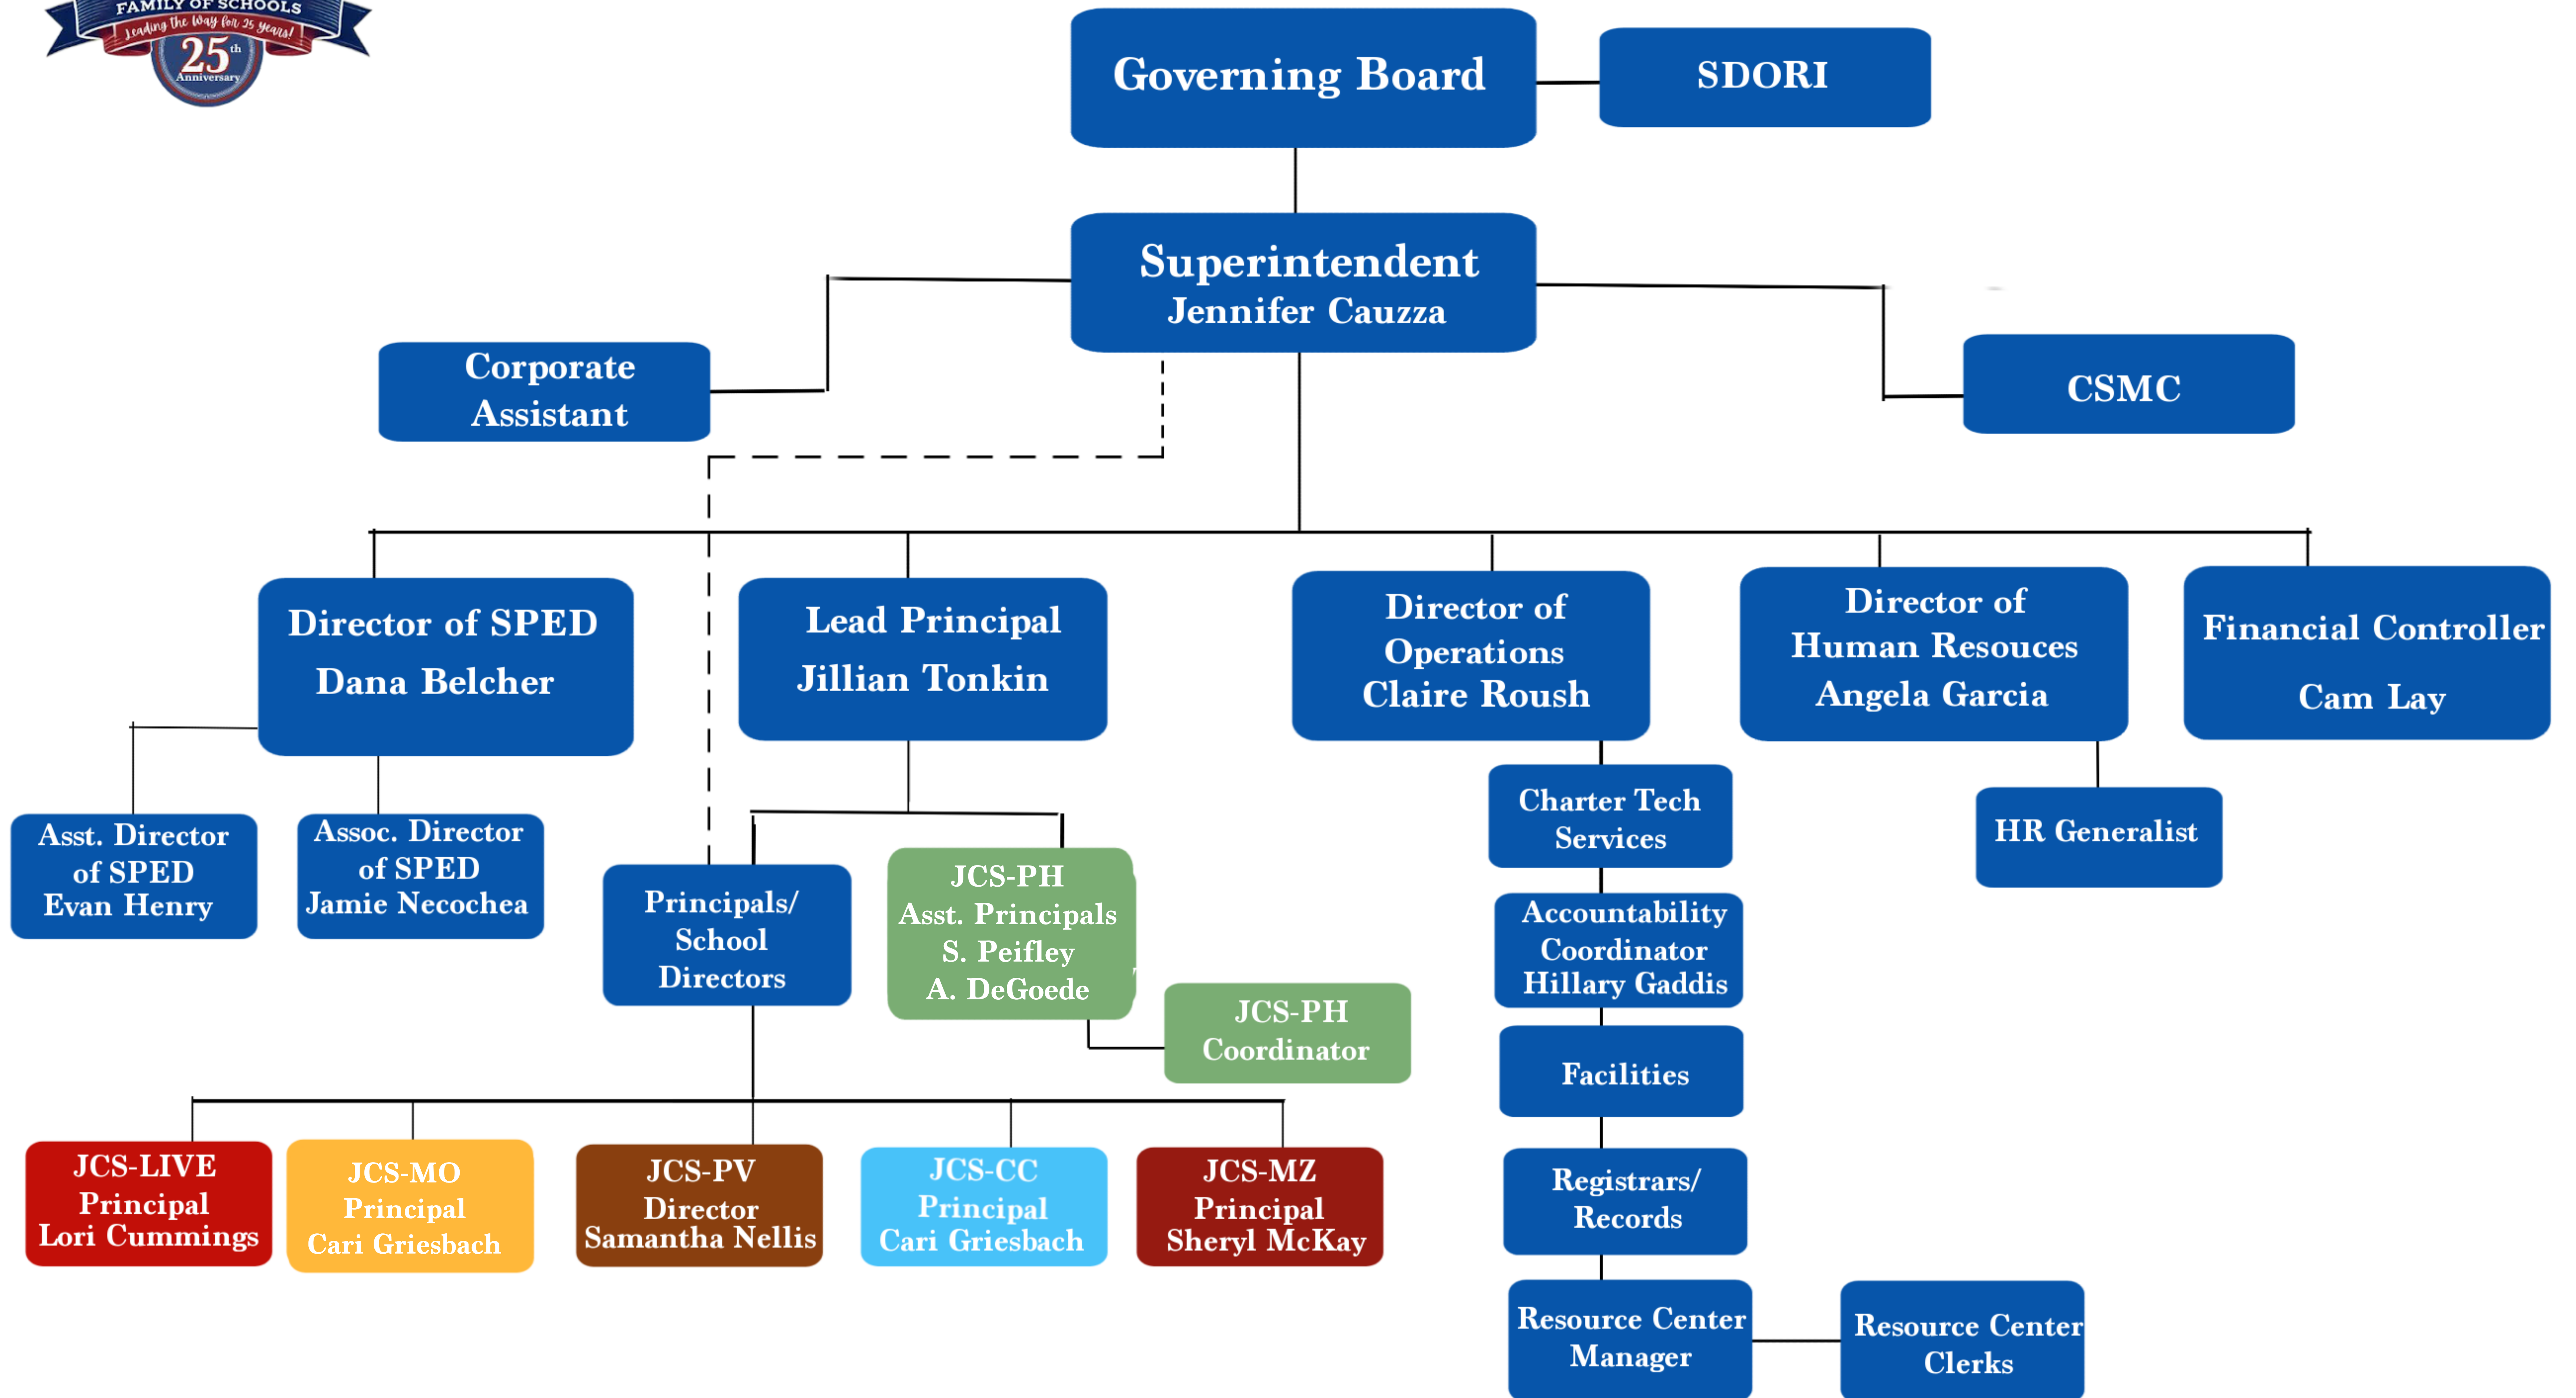 FAMILY OF SCHOOLS
Leading the Way for 25 Years!
25th
Anniversary
Governing Board
SDORI
Superintendent
Jennifer Cauzza
Corporate
Assistant
CSMC
Director of SPED
Dana Belcher
Lead Principal
Jillian Tonkin
Director of
Operations
Claire Roush
Director of
Human Resouces
Angela Garcia
Financial Controller
Cam Lay
Asst. Director
of SPED
Evan Henry
Assoc. Director
of SPED
Jamie Necochea
Principals/
School
Directors
JCS-PH
Asst. Principals
S. Peifley
A. DeGoede
JCS-PH
Coordinator
Charter Tech
Services
Accountability
Coordinator
Hillary Gaddis
Facilities
Registrars/
Records
Resource Center
Manager
Resource Center
Clerks
HR Generalist
JCS-LIVE
Principal
Lori Cummings
JCS-MO
Principal
Cari Griesbach
JCS-PV
Director
Samantha Nellis
JCS-CC
Principal
Cari Griesbach
JCS-MZ
Principal
Sheryl McKay